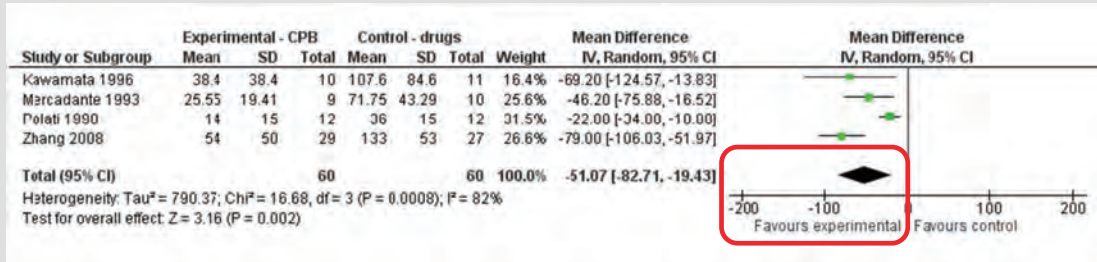 Experimental - CPB Control - drugs Mean Difference Mean Difference
Study or Subgroup Mean SD Total Mean SD Total Weight IV, Random, 95% CI IV, Random, 95% CI
Kawamata 1996 38.4 38.4 10 107.6 84.6 11 16.4% -69.20 [-124.57, -13.83]
Mercadante 1993 25.55 19.41 9 71.75 43.29 10 25.6% -46.20 [-75.88, -16.52]
Polati 1990 14 15 12 36 15 12 31.5% -22.00 [-34.00, -10.00]
Zhang 2008 54 50 29 133 53 27 26.6% -79.00 [-106.03, -51.97]
Total (95% CI) 60 60 100.0% -51.07 [-82.71, -19.43]
Heterogeneity: Tau² = 790.37; Chi² = 16.68, df = 3 (P = 0.0008); I² = 82%
Test for overall effect: Z = 3.16 (P = 0.002)
-200 -100 0 100 200
Favours experimental Favours control